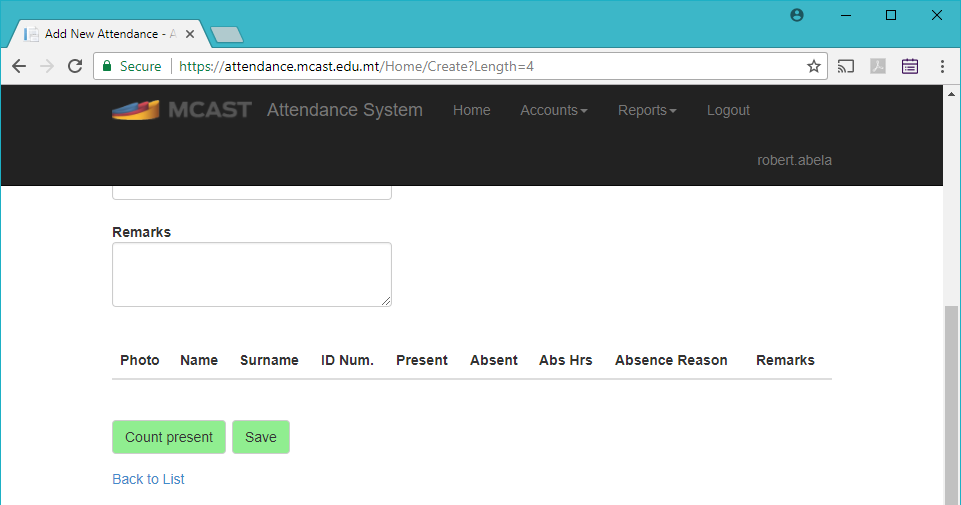 Add New Attendance - A
Secure https://attendance.mcast.edu.mt/Home/Create?Length=4
MCAST Attendance System Home Accounts Reports Logout
robert.abela
Remarks
Photo Name Surname ID Num. Present Absent Abs Hrs Absence Reason Remarks
Count present Save
Back to List